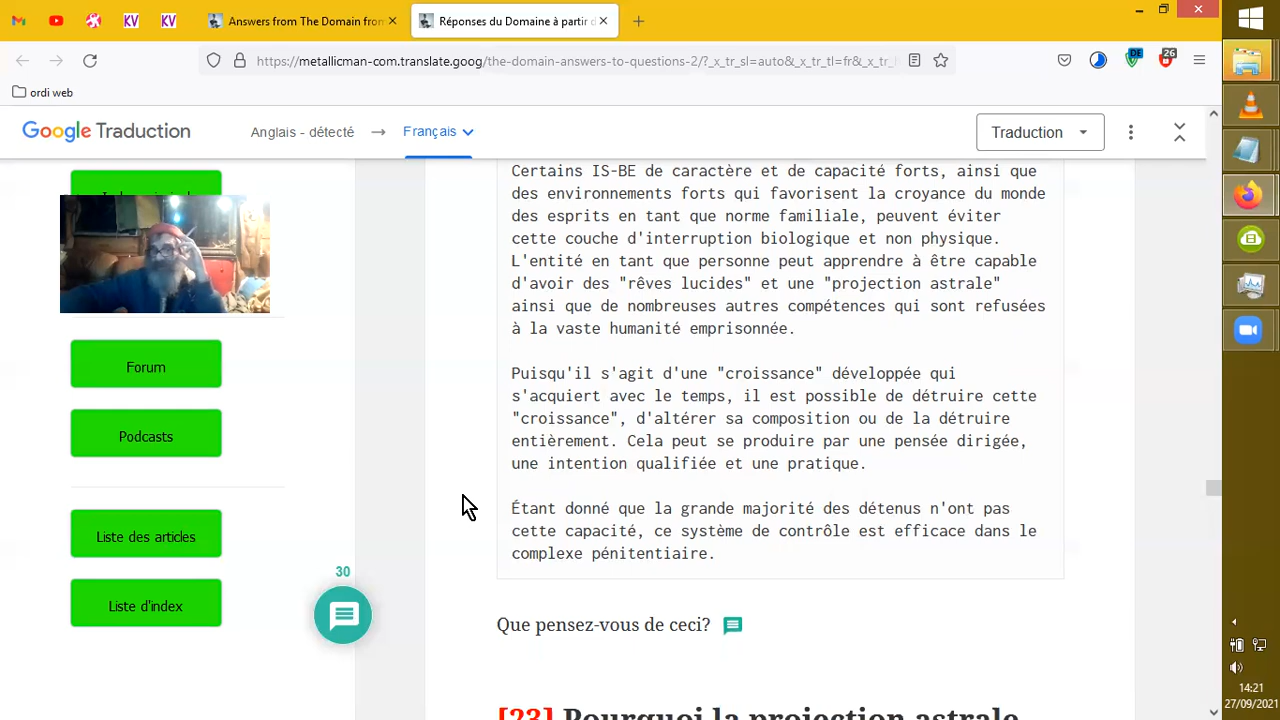 Answers from The Domain from
Réponses du Domaine à partir d
https://metallicman-com.translate.goog/the-domain-answers-to-questions-2/?_x_tr_sl=auto&_x_tr_tl=fr&_x_tr_
DE
26
ordi web
Google Traduction
Anglais - détecté
Français
Traduction
Certains IS-BE de caractère et de capacité forts, ainsi que
des environnements forts qui favorisent la croyance du monde
des esprits en tant que norme familiale, peuvent éviter
cette couche d'interruption biologique et non physique.
L'entité en tant que personne peut apprendre à être capable
d'avoir des "rêves lucides" et une "projection astrale"
ainsi que de nombreuses autres compétences qui sont refusées
à la vaste humanité emprisonnée.
Puisqu'il s'agit d'une "croissance" développée qui
s'acquiert avec le temps, il est possible de détruire cette
"croissance", d'altérer sa composition ou de la détruire
entièrement. Cela peut se produire par une pensée dirigée,
une intention qualifiée et une pratique.
Étant donné que la grande majorité des détenus n'ont pas
cette capacité, ce système de contrôle est efficace dans le
complexe pénitentiaire.
Que pensez-vous de ceci?
[23] Pourquoi la projection astrale
Forum
Podcasts
Liste des articles
Liste d'index
30
14:21
27/09/2021
KV
KV